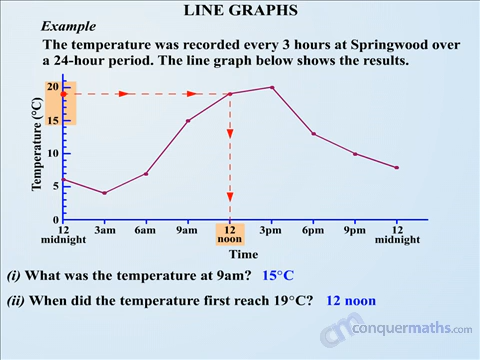 LINE GRAPHS
Example
The temperature was recorded every 3 hours at Springwood over
a 24-hour period. The line graph below shows the results.
Temperature (°C)
20
15
10
5
0
12 midnight
3am
6am
9am
12 noon
3pm
6pm
9pm
12 midnight
Time
(i) What was the temperature at 9am? 15°C
(ii) When did the temperature first reach 19°C? 12 noon
cm conquermaths.com